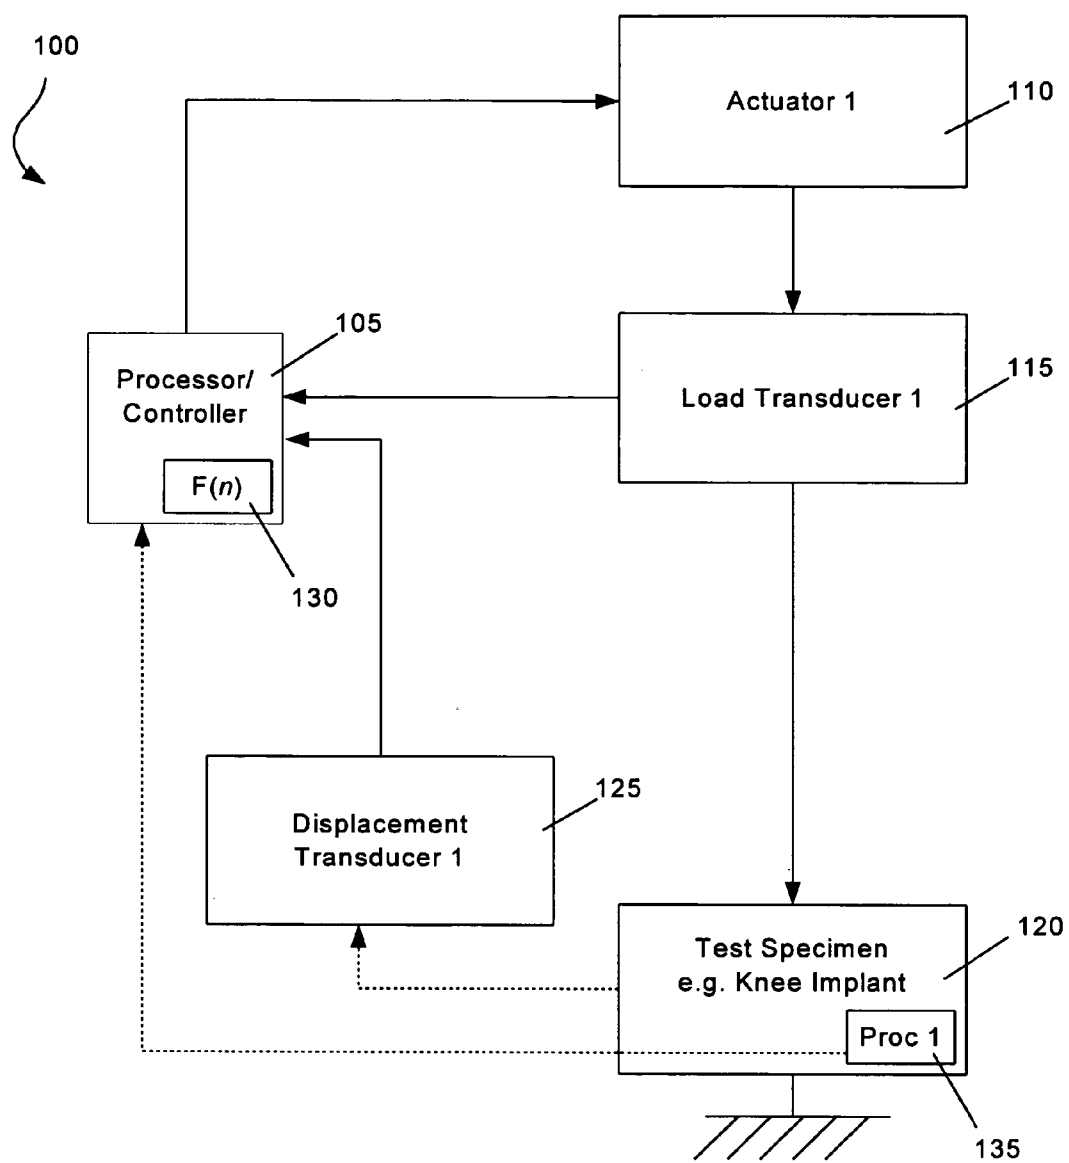 100
Actuator 1
110
105
Processor/
Controller
F(n)
130
Load Transducer 1
115
Displacement
Transducer 1
125
Test Specimen
e.g. Knee Implant
120
Proc 1
135